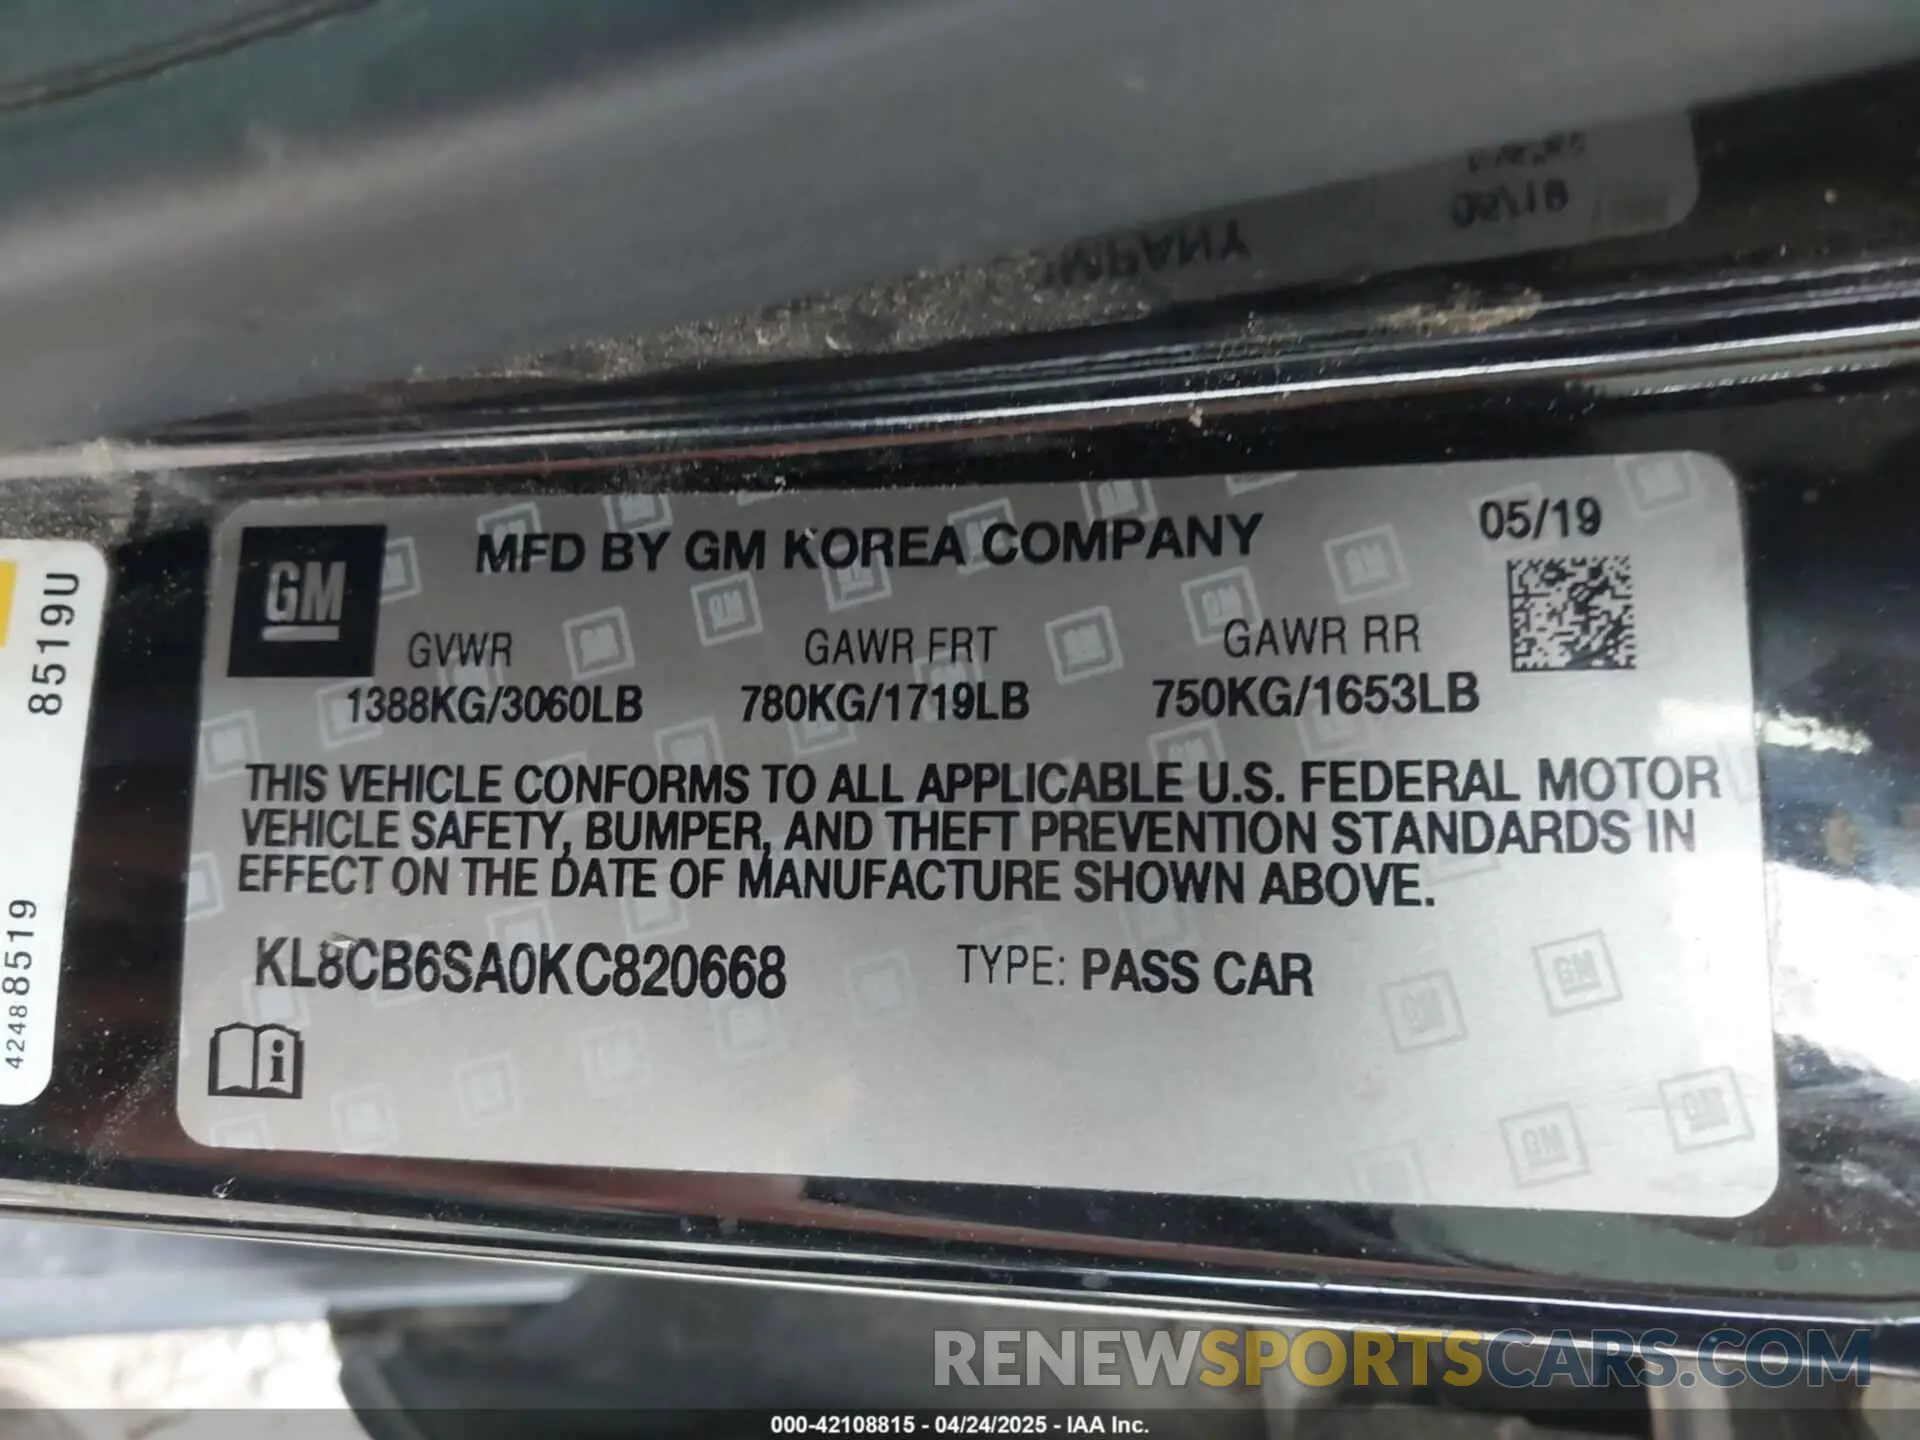 MFD BY GM KOREA COMPANY
05/19
GM
GVWR GAWR FRT GAWR RR
1388KG/3060LB 780KG/1719LB 750KG/1653LB
THIS VEHICLE CONFORMS TO ALL APPLICABLE U.S. FEDERAL MOTOR
VEHICLE SAFETY, BUMPER, AND THEFT PREVENTION STANDARDS IN
EFFECT ON THE DATE OF MANUFACTURE SHOWN ABOVE.
KL8CB6SA0KC820668 TYPE: PASS CAR
8519U
42488519
RENEWSPORTSCARS.COM
000-42108815 - 04/24/2025 - IAA Inc.